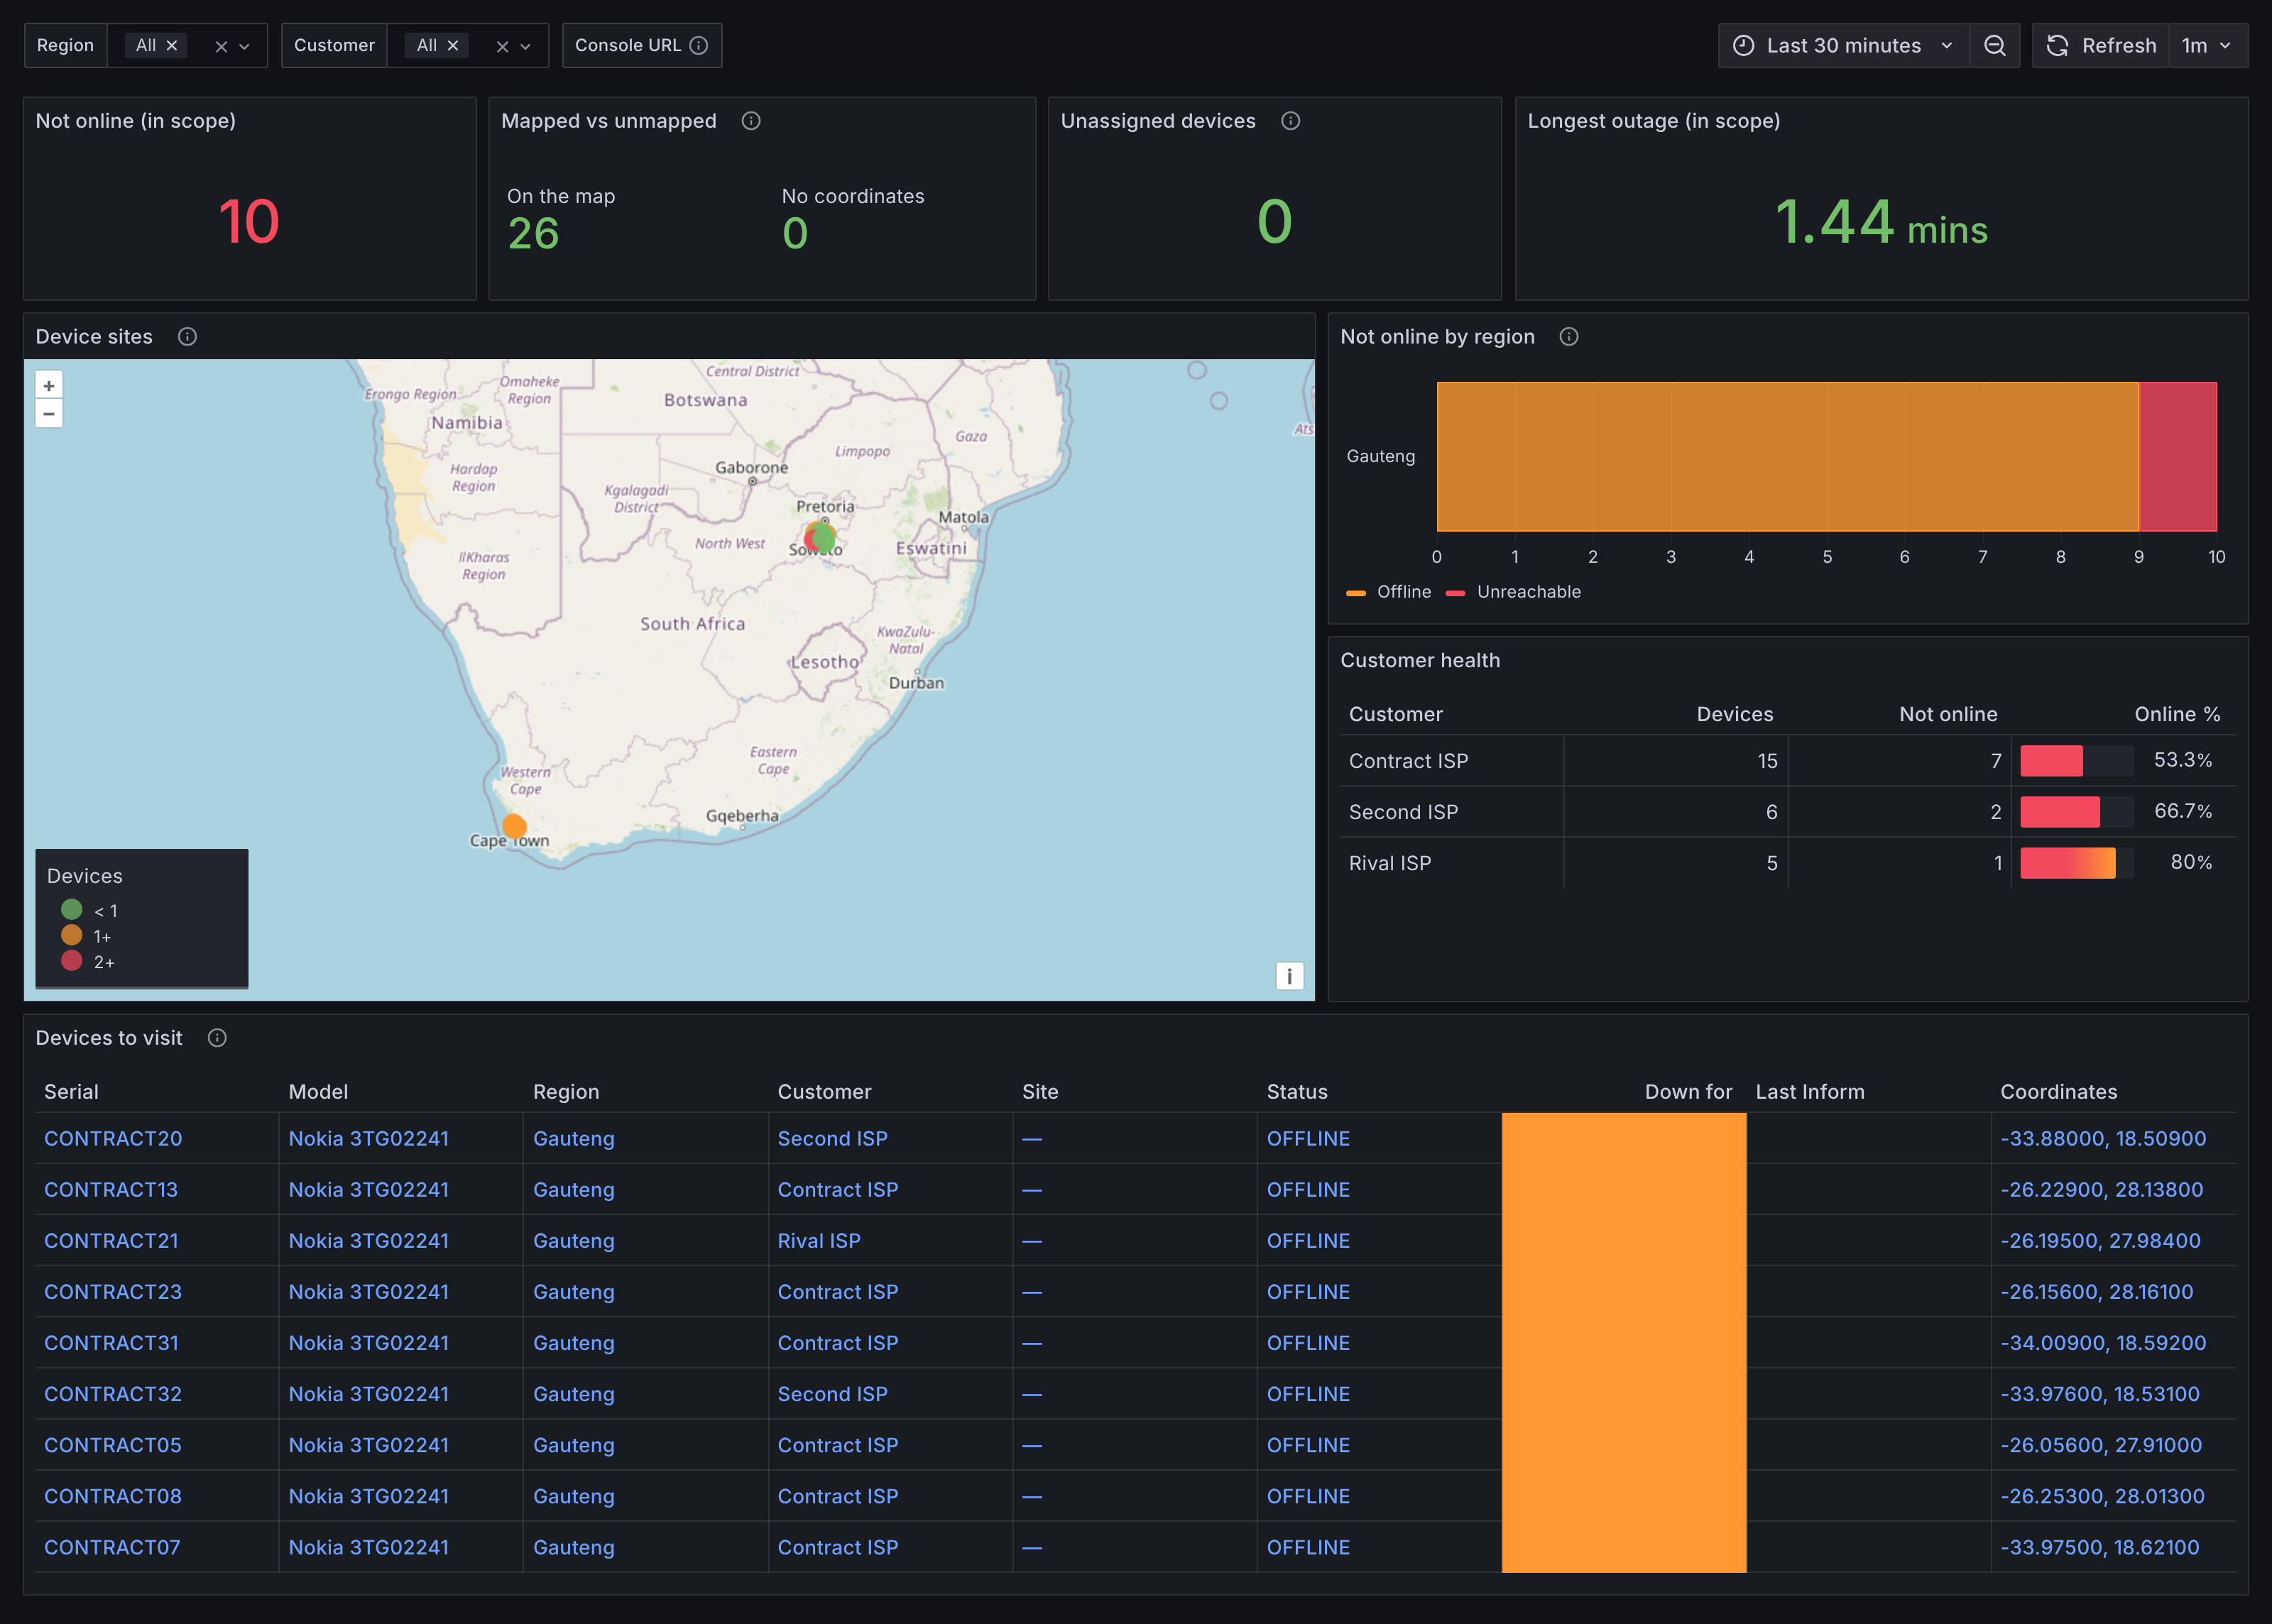 Region All Customer All Console URL Last 30 minutes Refresh 1m
Not online (in scope)
10
Mapped vs unmapped
On the map
26
No coordinates
0
Unassigned devices
0
Longest outage (in scope)
1.44 mins
Device sites
+
−
Erongo Region
Omaheke
Region
Central District
Namibia
Botswana
Gaza
Limpopo
Ats
Hardap
Region
Gaborone
Kgalagadi
District
Pretoria
Matola
North West
Soweto
Eswatini
IlKharas
Region
South Africa
KwaZulu-
Natal
Lesotho
Durban
Eastern
Cape
Western
Cape
Gqeberha
Cape Town
Devices
< 1
1+
2+
i
Not online by region
Gauteng
0 1 2 3 4 5 6 7 8 9 10
Offline Unreachable
Customer health
Customer Devices Not online Online %
Contract ISP 15 7 53.3%
Second ISP 6 2 66.7%
Rival ISP 5 1 80%
Devices to visit
Serial Model Region Customer Site Status Down for Last Inform Coordinates
CONTRACT20 Nokia 3TG02241 Gauteng Second ISP — OFFLINE -33.88000, 18.50900
CONTRACT13 Nokia 3TG02241 Gauteng Contract ISP — OFFLINE -26.22900, 28.13800
CONTRACT21 Nokia 3TG02241 Gauteng Rival ISP — OFFLINE -26.19500, 27.98400
CONTRACT23 Nokia 3TG02241 Gauteng Contract ISP — OFFLINE -26.15600, 28.16100
CONTRACT31 Nokia 3TG02241 Gauteng Contract ISP — OFFLINE -34.00900, 18.59200
CONTRACT32 Nokia 3TG02241 Gauteng Second ISP — OFFLINE -33.97600, 18.53100
CONTRACT05 Nokia 3TG02241 Gauteng Contract ISP — OFFLINE -26.05600, 27.91000
CONTRACT08 Nokia 3TG02241 Gauteng Contract ISP — OFFLINE -26.25300, 28.01300
CONTRACT07 Nokia 3TG02241 Gauteng Contract ISP — OFFLINE -33.97500, 18.62100